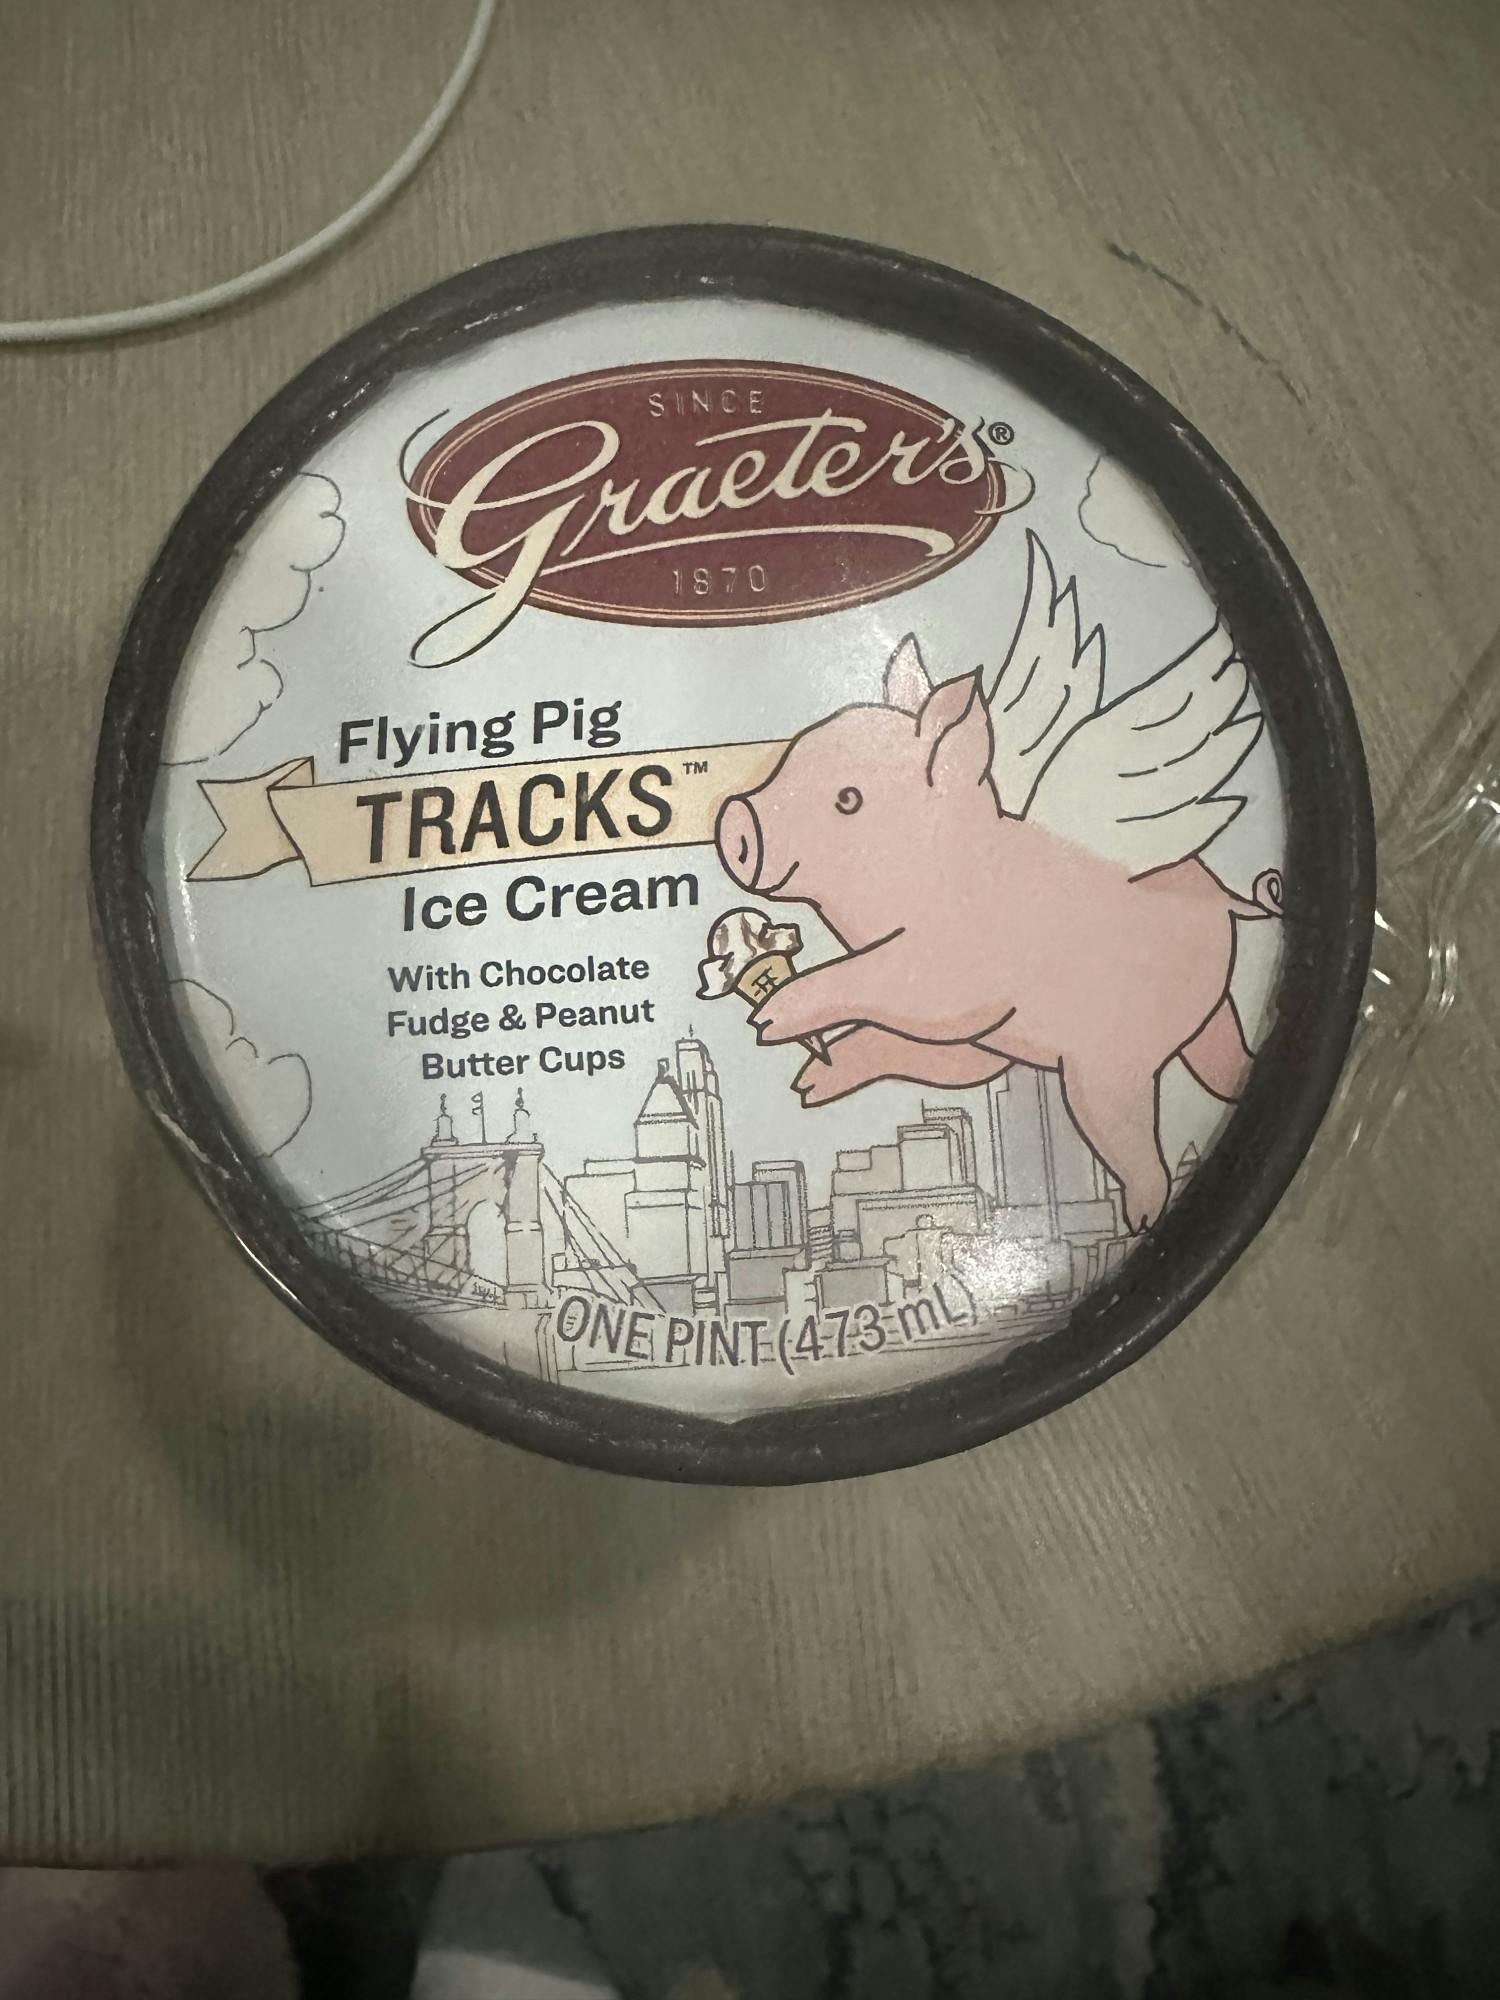 SINCE
Graeter's®
1870
Flying Pig
TRACKS™
Ice Cream
With Chocolate
Fudge & Peanut
Butter Cups
ONE PINT (473 mL)